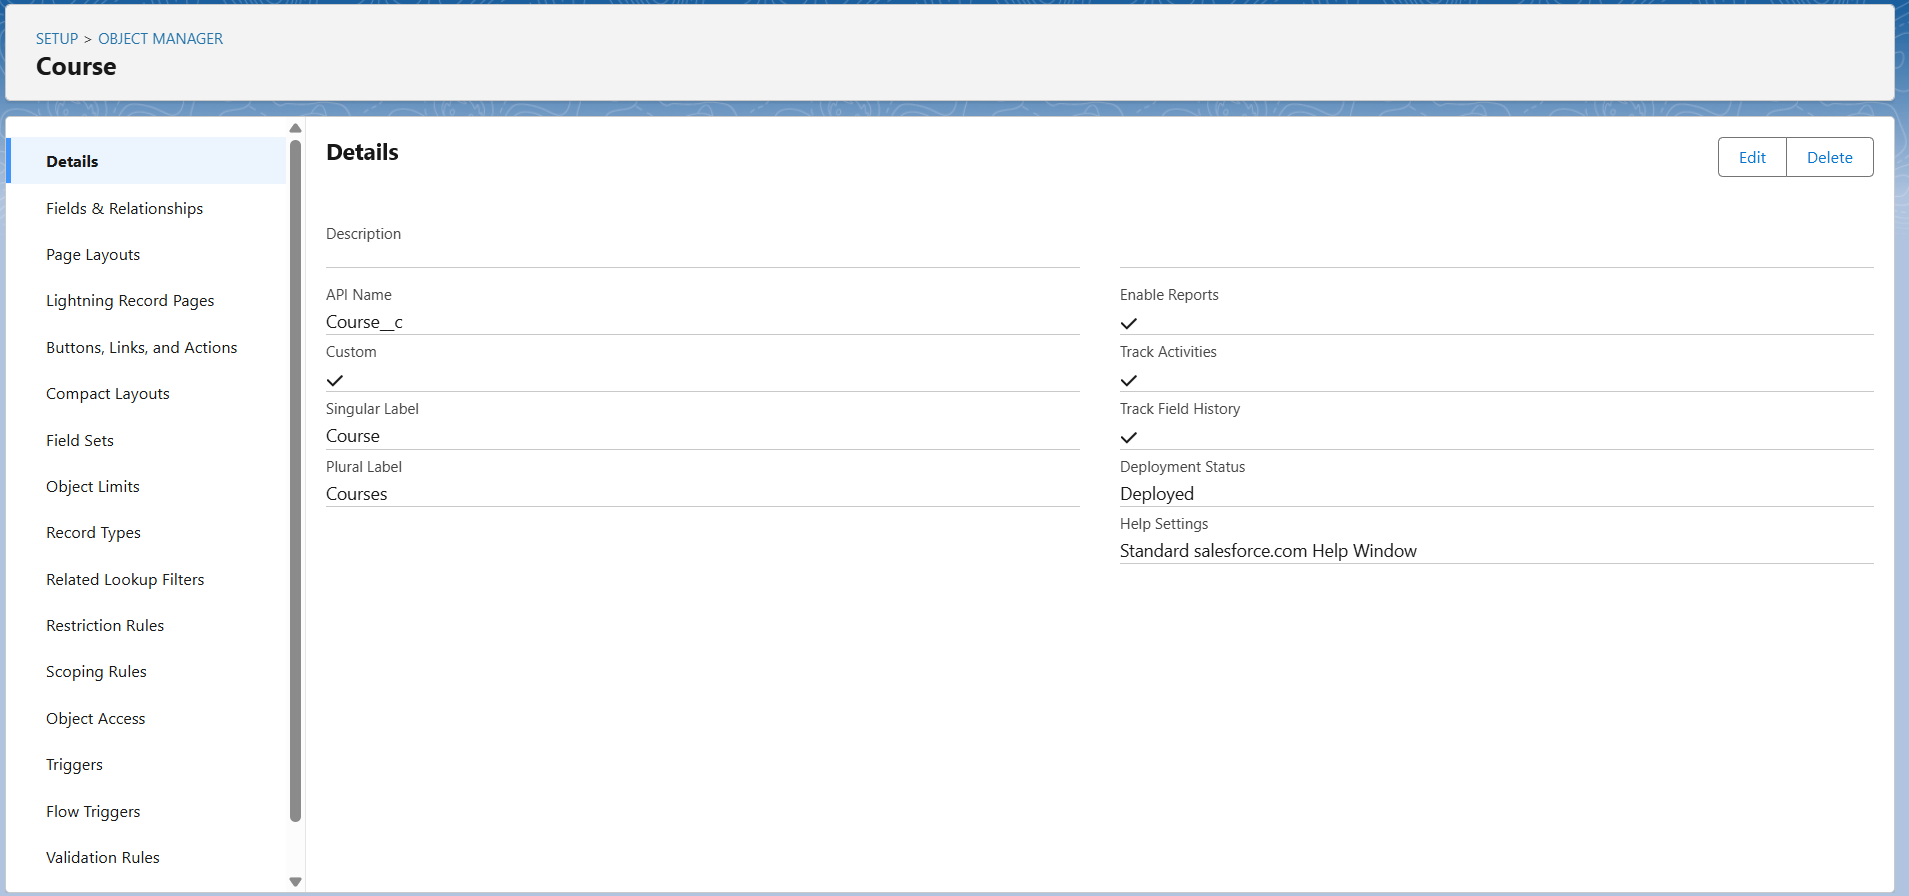 SETUP > OBJECT MANAGER
Course
Details
Fields & Relationships
Page Layouts
Lightning Record Pages
Buttons, Links, and Actions
Compact Layouts
Field Sets
Object Limits
Record Types
Related Lookup Filters
Restriction Rules
Scoping Rules
Object Access
Triggers
Flow Triggers
Validation Rules
Details
Edit
Delete
Description
API Name
Course__c
Custom
Singular Label
Course
Plural Label
Courses
Enable Reports
Track Activities
Track Field History
Deployment Status
Deployed
Help Settings
Standard salesforce.com Help Window